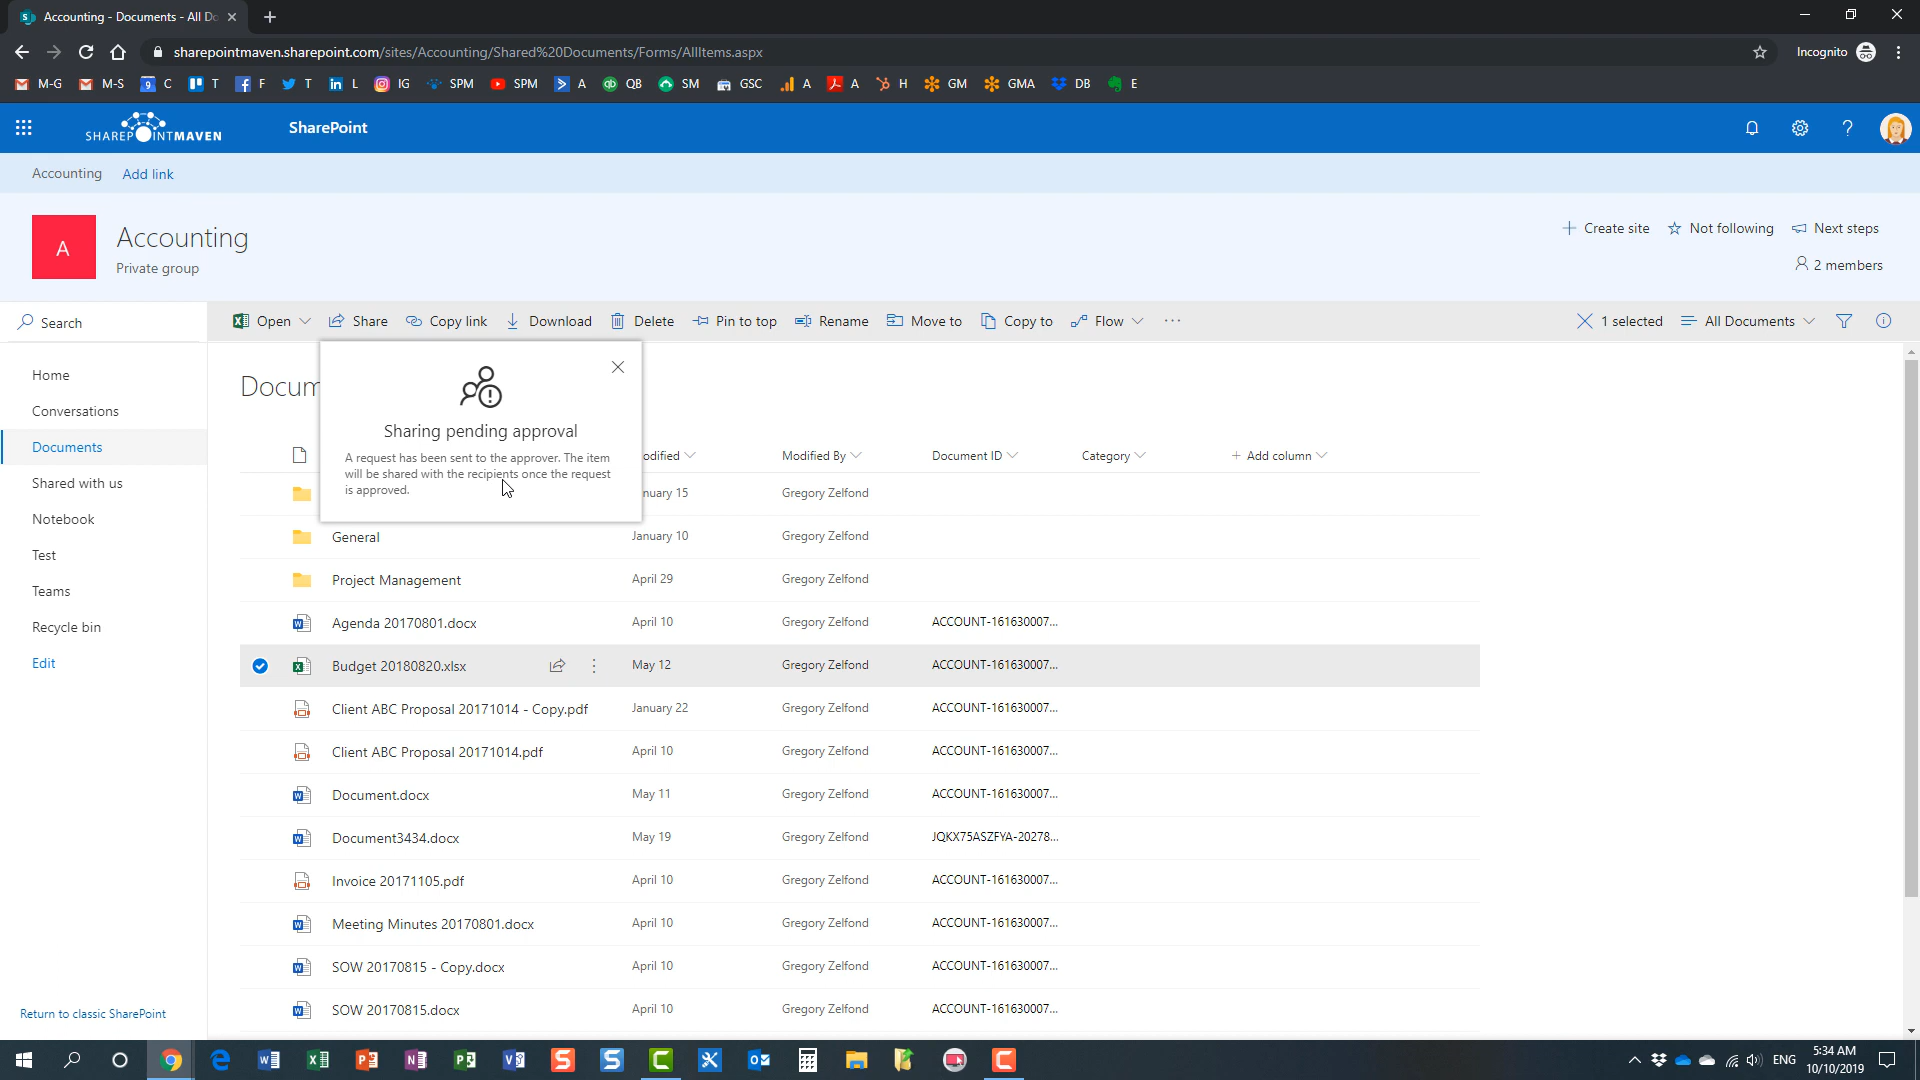 Accounting - Documents - All Do
sharepointmaven.sharepoint.com/sites/Accounting/Shared%20Documents/Forms/AllItems.aspx
Incognito
M-G M-S 9 C T F T L IG SPM SPM A QB SM GSC A A H GM GMA DB E
SHAREPOINTMAVEN SharePoint ?
Accounting Add link
A
Accounting
Private group
Create site Not following Next steps
2 members
Search
Open Share Copy link Download Delete Pin to top Rename Move to Copy to Flow ...
1 selected All Documents
Home
Conversations
Documents
Shared with us
Notebook
Test
Teams
Recycle bin
Edit
Return to classic SharePoint
Docum
Sharing pending approval
A request has been sent to the approver. The item
will be shared with the recipients once the request
is approved.
odified Modified By Document ID Category + Add column
nuary 15 Gregory Zelfond
General January 10 Gregory Zelfond
Project Management April 29 Gregory Zelfond
Agenda 20170801.docx April 10 Gregory Zelfond ACCOUNT-161630007...
Budget 20180820.xlsx May 12 Gregory Zelfond ACCOUNT-161630007...
Client ABC Proposal 20171014 - Copy.pdf January 22 Gregory Zelfond ACCOUNT-161630007...
Client ABC Proposal 20171014.pdf April 10 Gregory Zelfond ACCOUNT-161630007...
Document.docx May 11 Gregory Zelfond ACCOUNT-161630007...
Document3434.docx May 19 Gregory Zelfond JQKX75ASZFYA-20278...
Invoice 20171105.pdf April 10 Gregory Zelfond ACCOUNT-161630007...
Meeting Minutes 20170801.docx April 10 Gregory Zelfond ACCOUNT-161630007...
SOW 20170815 - Copy.docx April 10 Gregory Zelfond ACCOUNT-161630007...
SOW 20170815.docx April 10 Gregory Zelfond ACCOUNT-161630007...
ENG
5:34 AM
10/10/2019